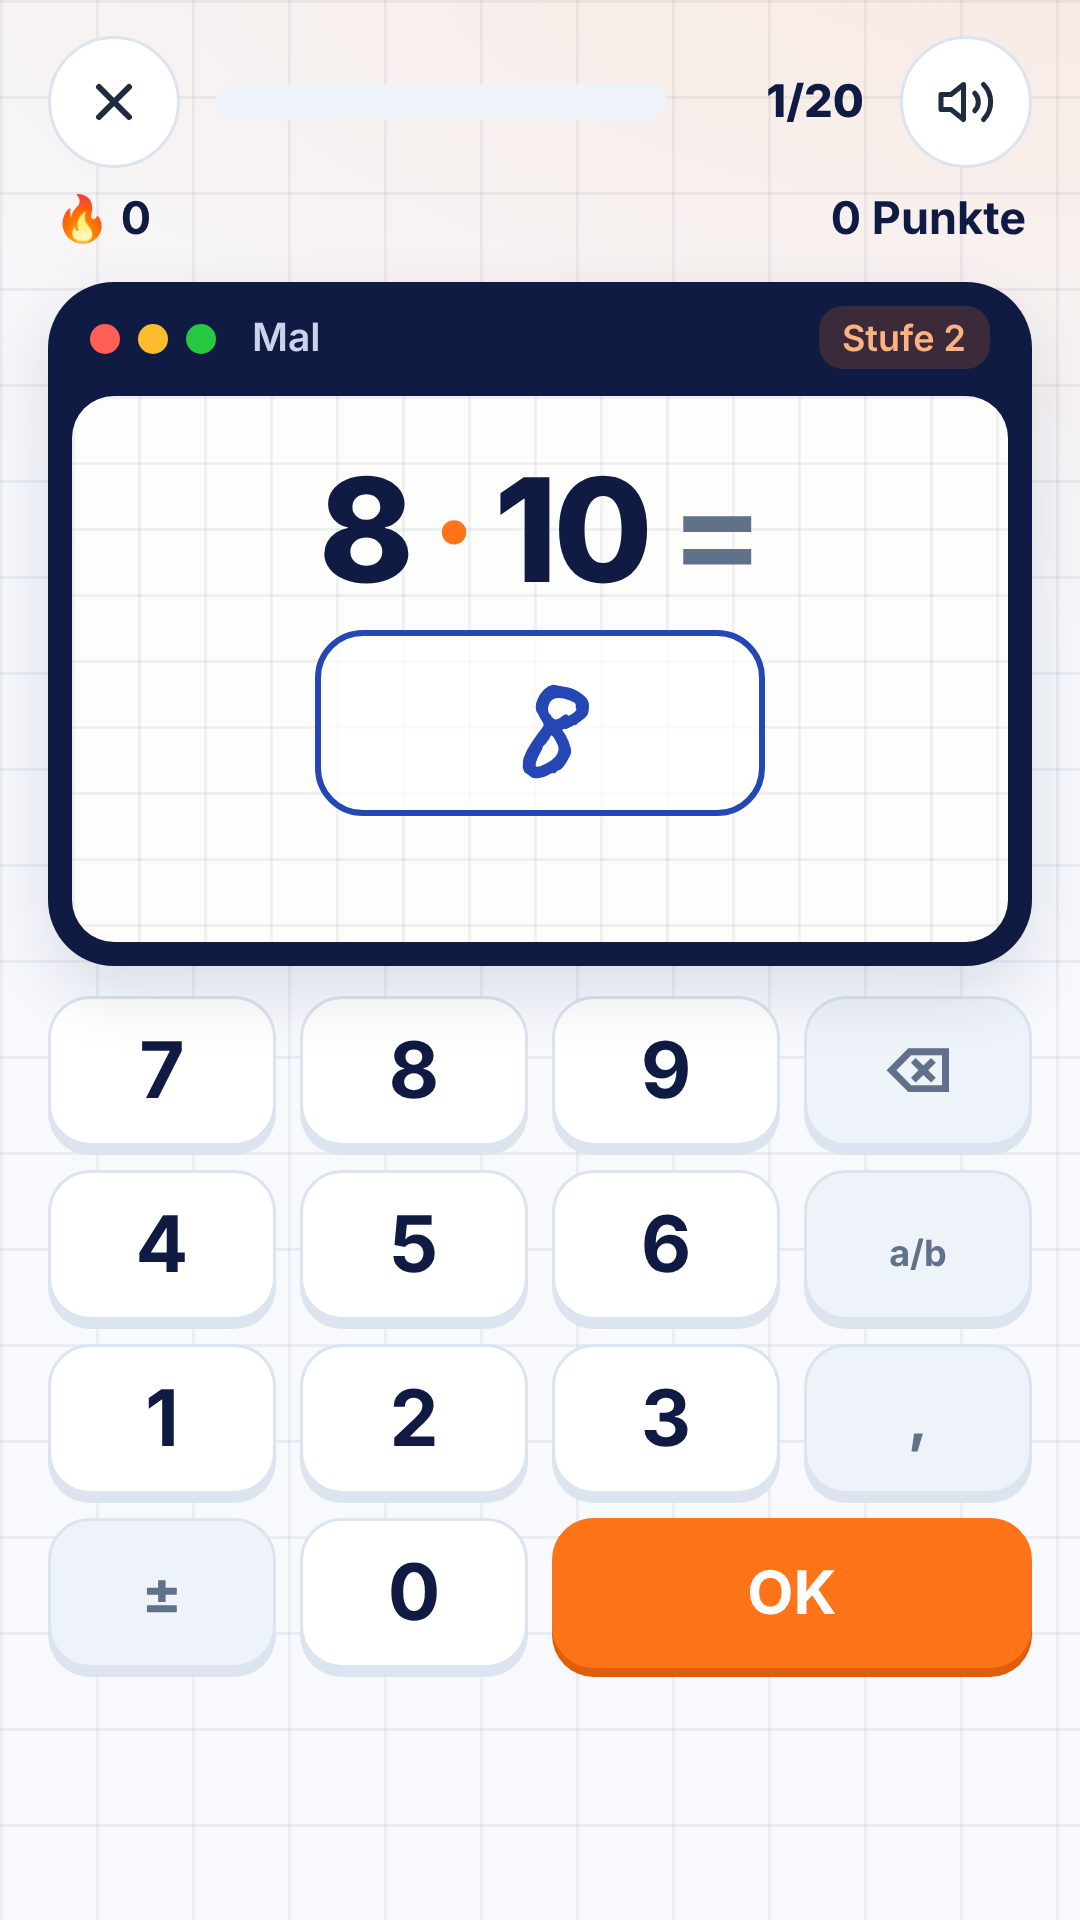 1/20
🔥 0
0 Punkte
Mal
Stufe 2
8 · 10 =
8
7 8 9
4 5 6 a/b
1 2 3 ,
± 0 OK